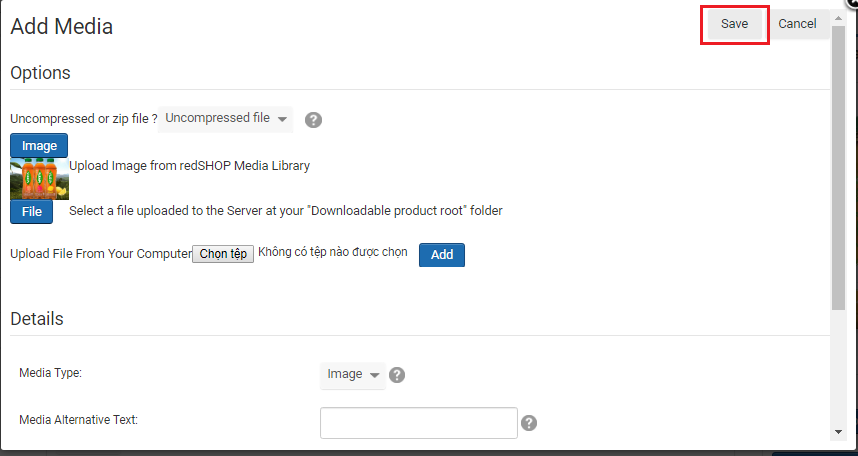 Add Media
Save
Cancel
Options
Uncompressed or zip file ? Uncompressed file ?
Image
Upload Image from redSHOP Media Library
File Select a file uploaded to the Server at your "Downloadable product root" folder
Upload File From Your Computer Chọn tệp Không có tệp nào được chọn Add
Details
Media Type: Image ?
Media Alternative Text: ?